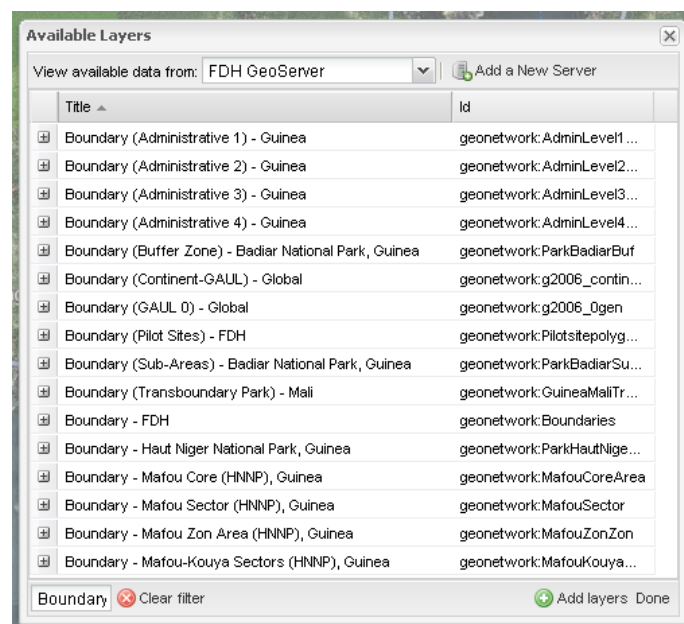 Available Layers
View available data from: FDH GeoServer Add a New Server
Title Id
Boundary (Administrative 1) - Guinea geonetwork:AdminLevel1...
Boundary (Administrative 2) - Guinea geonetwork:AdminLevel2...
Boundary (Administrative 3) - Guinea geonetwork:AdminLevel3...
Boundary (Administrative 4) - Guinea geonetwork:AdminLevel4...
Boundary (Buffer Zone) - Badiar National Park, Guinea geonetwork:ParkBadiarBuf
Boundary (Continent-GAUL) - Global geonetwork:g2006_contin...
Boundary (GAUL 0) - Global geonetwork:g2006_0gen
Boundary (Pilot Sites) - FDH geonetwork:Pilotsitepolyg...
Boundary (Sub-Areas) - Badiar National Park, Guinea geonetwork:ParkBadiarSu...
Boundary (Transboundary Park) - Mali geonetwork:GuineaMaliTr...
Boundary - FDH geonetwork:Boundaries
Boundary - Haut Niger National Park, Guinea geonetwork:ParkHautNige...
Boundary - Mafou Core (HNNP), Guinea geonetwork:MafouCoreArea
Boundary - Mafou Sector (HNNP), Guinea geonetwork:MafouSector
Boundary - Mafou Zon Area (HNNP), Guinea geonetwork:MafouZonZon
Boundary - Mafou-Kouya Sectors (HNNP), Guinea geonetwork:MafouKouya...
Boundary Clear filter Add layers Done